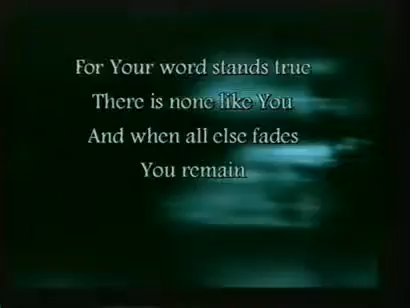 For Your word stands true
There is none like You
And when all else fades
You remain